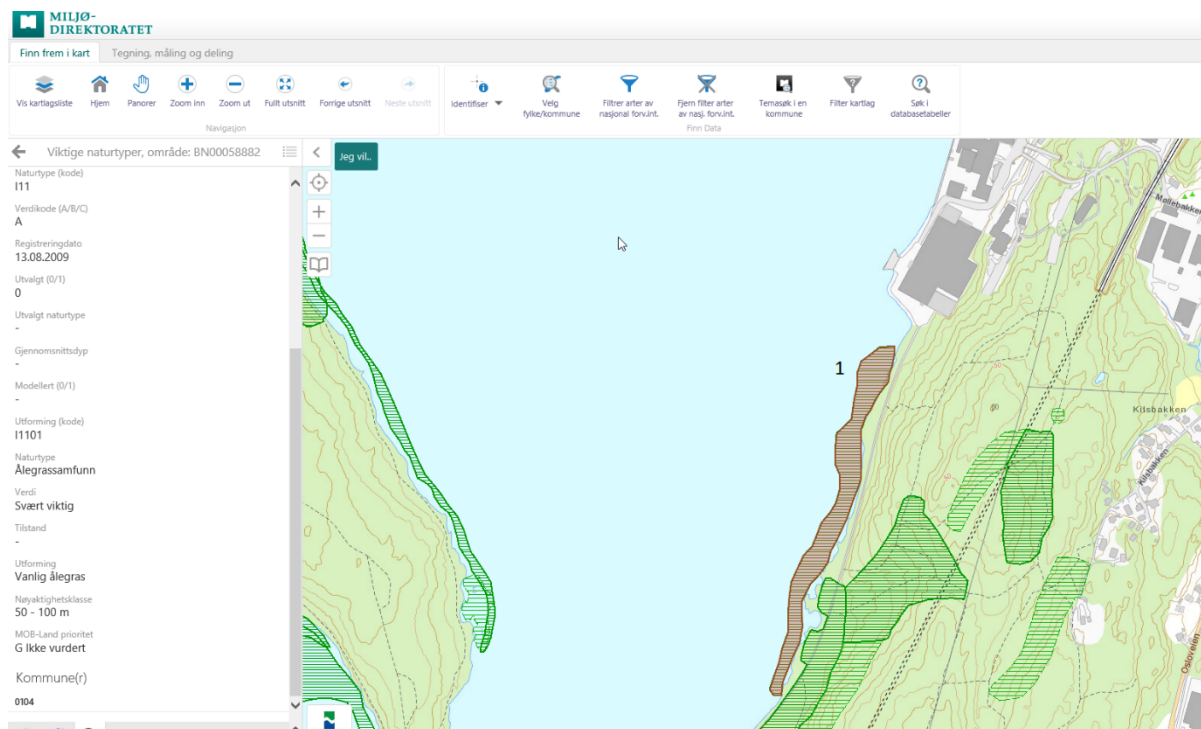 MILJØ-
DIREKTORATET
Finn frem i kart
Tegning, måling og deling
Vis kartlagsliste
Hjem
Panorer
Zoom inn
Zoom ut
Fullt utsnitt
Forrige utsnitt
Neste utsnitt
Identifiser
Velg
fylke/kommune
Filtrer arter av
nasjonal forv.int.
Fjern filter arter
av nasj. forv.int.
Temasøk i en
kommune
Filter kartlag
Søk i
databasetabeller
Navigasjon
Finn Data
Viktige naturtyper, område: BN00058882
Jeg vil..
Naturtype (kode)
I11
Verdikode (A/B/C)
A
Registreringdato
13.08.2009
Utvalgt (0/1)
0
Utvalgt naturtype
-
Gjennomsnittsdyp
-
Modellert (0/1)
-
Utforming (kode)
I1101
Naturtype
Ålegrassamfunn
Verdi
Svært viktig
Tilstand
-
Utforming
Vanlig ålegras
Nøyaktighetsklasse
50 - 100 m
MOB-Land prioritet
G Ikke vurdert
Kommune(r)
0104
1
Møllebakken
50
Kilsbakken
Kilsbakken
Osloveien